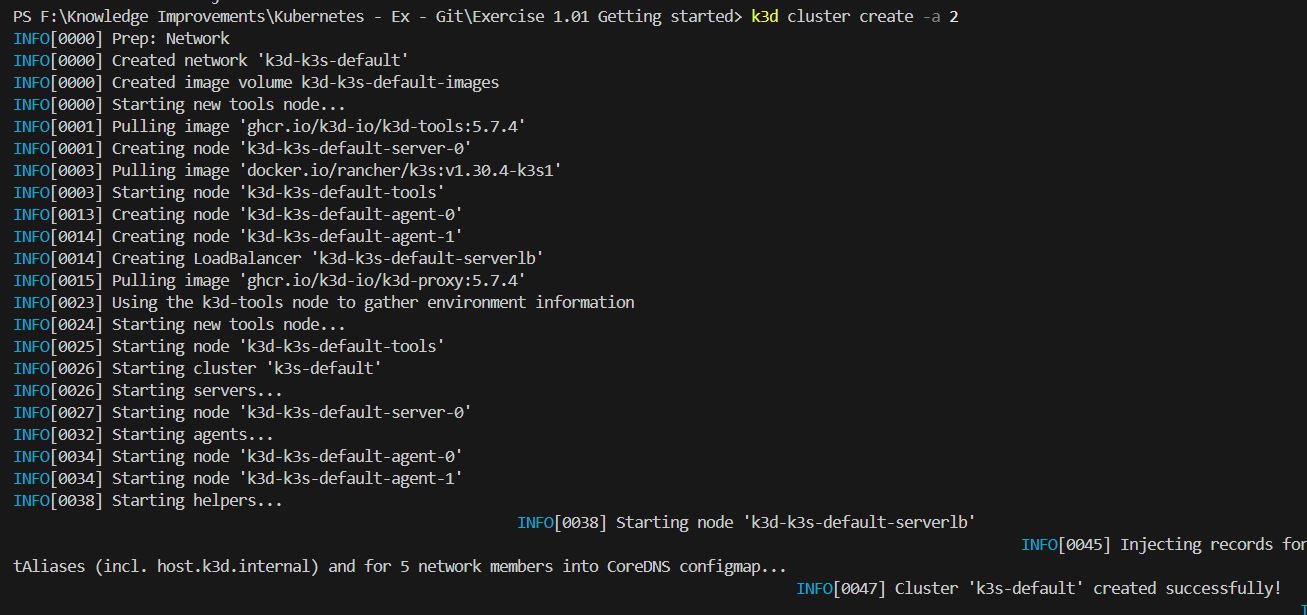 PS F:\Knowledge Improvements\Kubernetes - Ex - Git\Exercise 1.01 Getting started> k3d cluster create -a 2
INFO[0000] Prep: Network
INFO[0000] Created network 'k3d-k3s-default'
INFO[0000] Created image volume k3d-k3s-default-images
INFO[0000] Starting new tools node...
INFO[0001] Pulling image 'ghcr.io/k3d-io/k3d-tools:5.7.4'
INFO[0001] Creating node 'k3d-k3s-default-server-0'
INFO[0003] Pulling image 'docker.io/rancher/k3s:v1.30.4-k3s1'
INFO[0003] Starting node 'k3d-k3s-default-tools'
INFO[0013] Creating node 'k3d-k3s-default-agent-0'
INFO[0014] Creating node 'k3d-k3s-default-agent-1'
INFO[0014] Creating LoadBalancer 'k3d-k3s-default-serverlb'
INFO[0015] Pulling image 'ghcr.io/k3d-io/k3d-proxy:5.7.4'
INFO[0023] Using the k3d-tools node to gather environment information
INFO[0024] Starting new tools node...
INFO[0025] Starting node 'k3d-k3s-default-tools'
INFO[0026] Starting cluster 'k3s-default'
INFO[0026] Starting servers...
INFO[0027] Starting node 'k3d-k3s-default-server-0'
INFO[0032] Starting agents...
INFO[0034] Starting node 'k3d-k3s-default-agent-0'
INFO[0034] Starting node 'k3d-k3s-default-agent-1'
INFO[0038] Starting helpers...
INFO[0038] Starting node 'k3d-k3s-default-serverlb'
INFO[0045] Injecting records for
tAliases (incl. host.k3d.internal) and for 5 network members into CoreDNS configmap...
INFO[0047] Cluster 'k3s-default' created successfully!